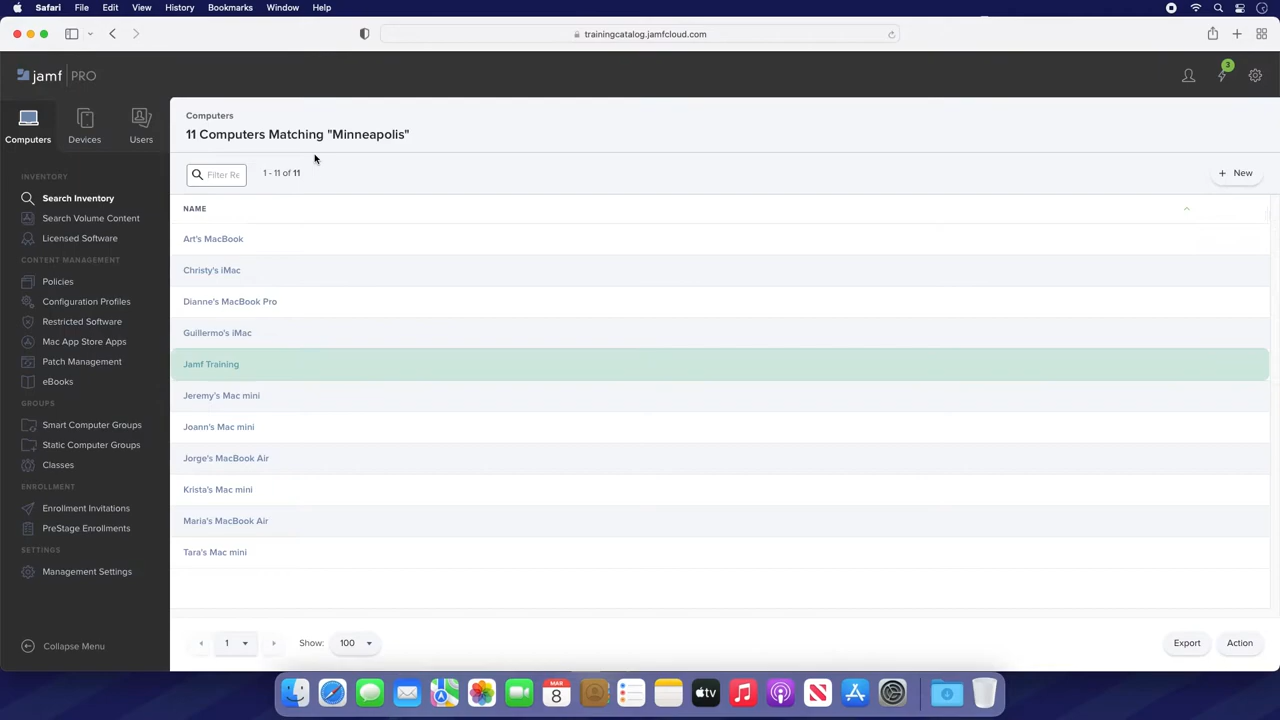 Safari File Edit View History Bookmarks Window Help
trainingcatalog.jamfcloud.com
jamf PRO
3
Computers Devices Users
Computers
11 Computers Matching "Minneapolis"
Filter Re
1 - 11 of 11
New
INVENTORY
Search Inventory
Search Volume Content
Licensed Software
CONTENT MANAGEMENT
Policies
Configuration Profiles
Restricted Software
Mac App Store Apps
Patch Management
eBooks
GROUPS
Smart Computer Groups
Static Computer Groups
Classes
ENROLLMENT
Enrollment Invitations
PreStage Enrollments
SETTINGS
Management Settings
Collapse Menu
NAME
Art's MacBook
Christy's iMac
Dianne's MacBook Pro
Guillermo's iMac
Jamf Training
Jeremy's Mac mini
Joann's Mac mini
Jorge's MacBook Air
Krista's Mac mini
Maria's MacBook Air
Tara's Mac mini
1
Show: 100
Export
Action
MAR
8
tv